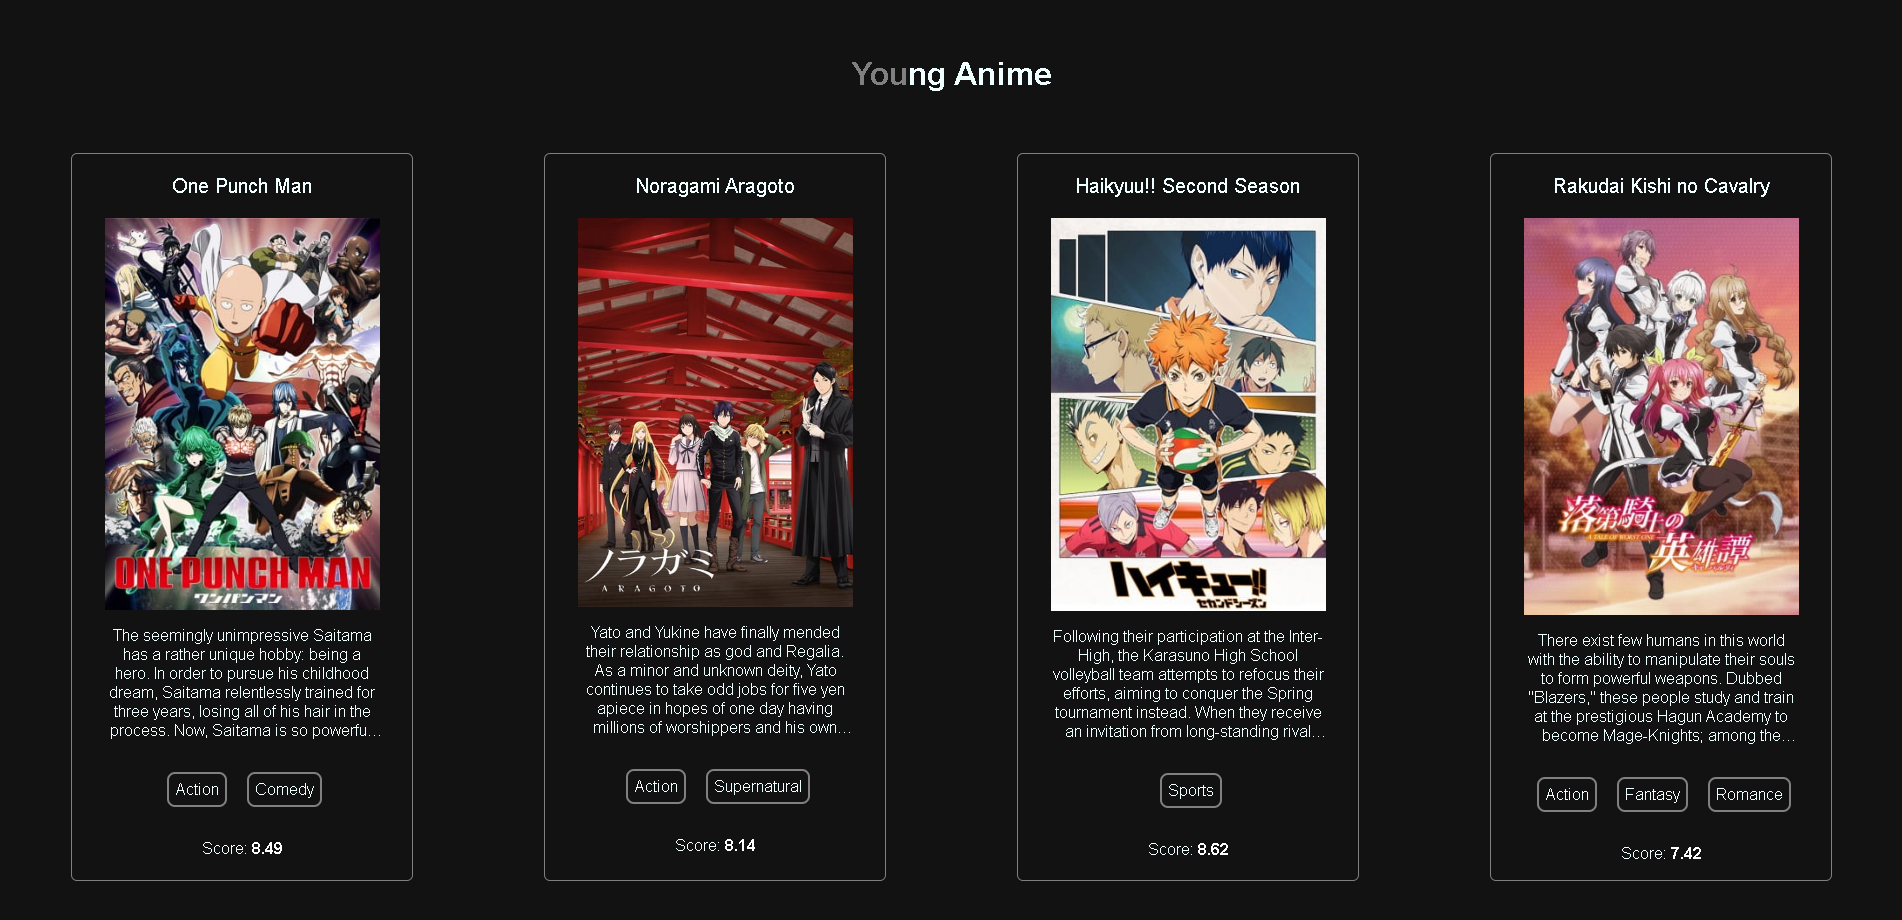 Young Anime
One Punch Man
ONE PUNCH MAN
ワンパンマン
The seemingly unimpressive Saitama
has a rather unique hobby: being a
hero. In order to pursue his childhood
dream, Saitama relentlessly trained for
three years, losing all of his hair in the
process. Now, Saitama is so powerfu...
Action
Comedy
Score: 8.49
Noragami Aragoto
ノラガミ
ARAGOTO
Yato and Yukine have finally mended
their relationship as god and Regalia.
As a minor and unknown deity, Yato
continues to take odd jobs for five yen
apiece in hopes of one day having
millions of worshippers and his own...
Action
Supernatural
Score: 8.14
Haikyuu!! Second Season
ハイキュー!!
セカンドシーズン
Following their participation at the Inter-
High, the Karasuno High School
volleyball team attempts to refocus their
efforts, aiming to conquer the Spring
tournament instead. When they receive
an invitation from long-standing rival...
Sports
Score: 8.62
Rakudai Kishi no Cavalry
落第騎士の
A TALE OF WORST ONE
英雄譚
There exist few humans in this world
with the ability to manipulate their souls
to form powerful weapons. Dubbed
"Blazers," these people study and train
at the prestigious Hagun Academy to
become Mage-Knights; among the...
Action
Fantasy
Romance
Score: 7.42